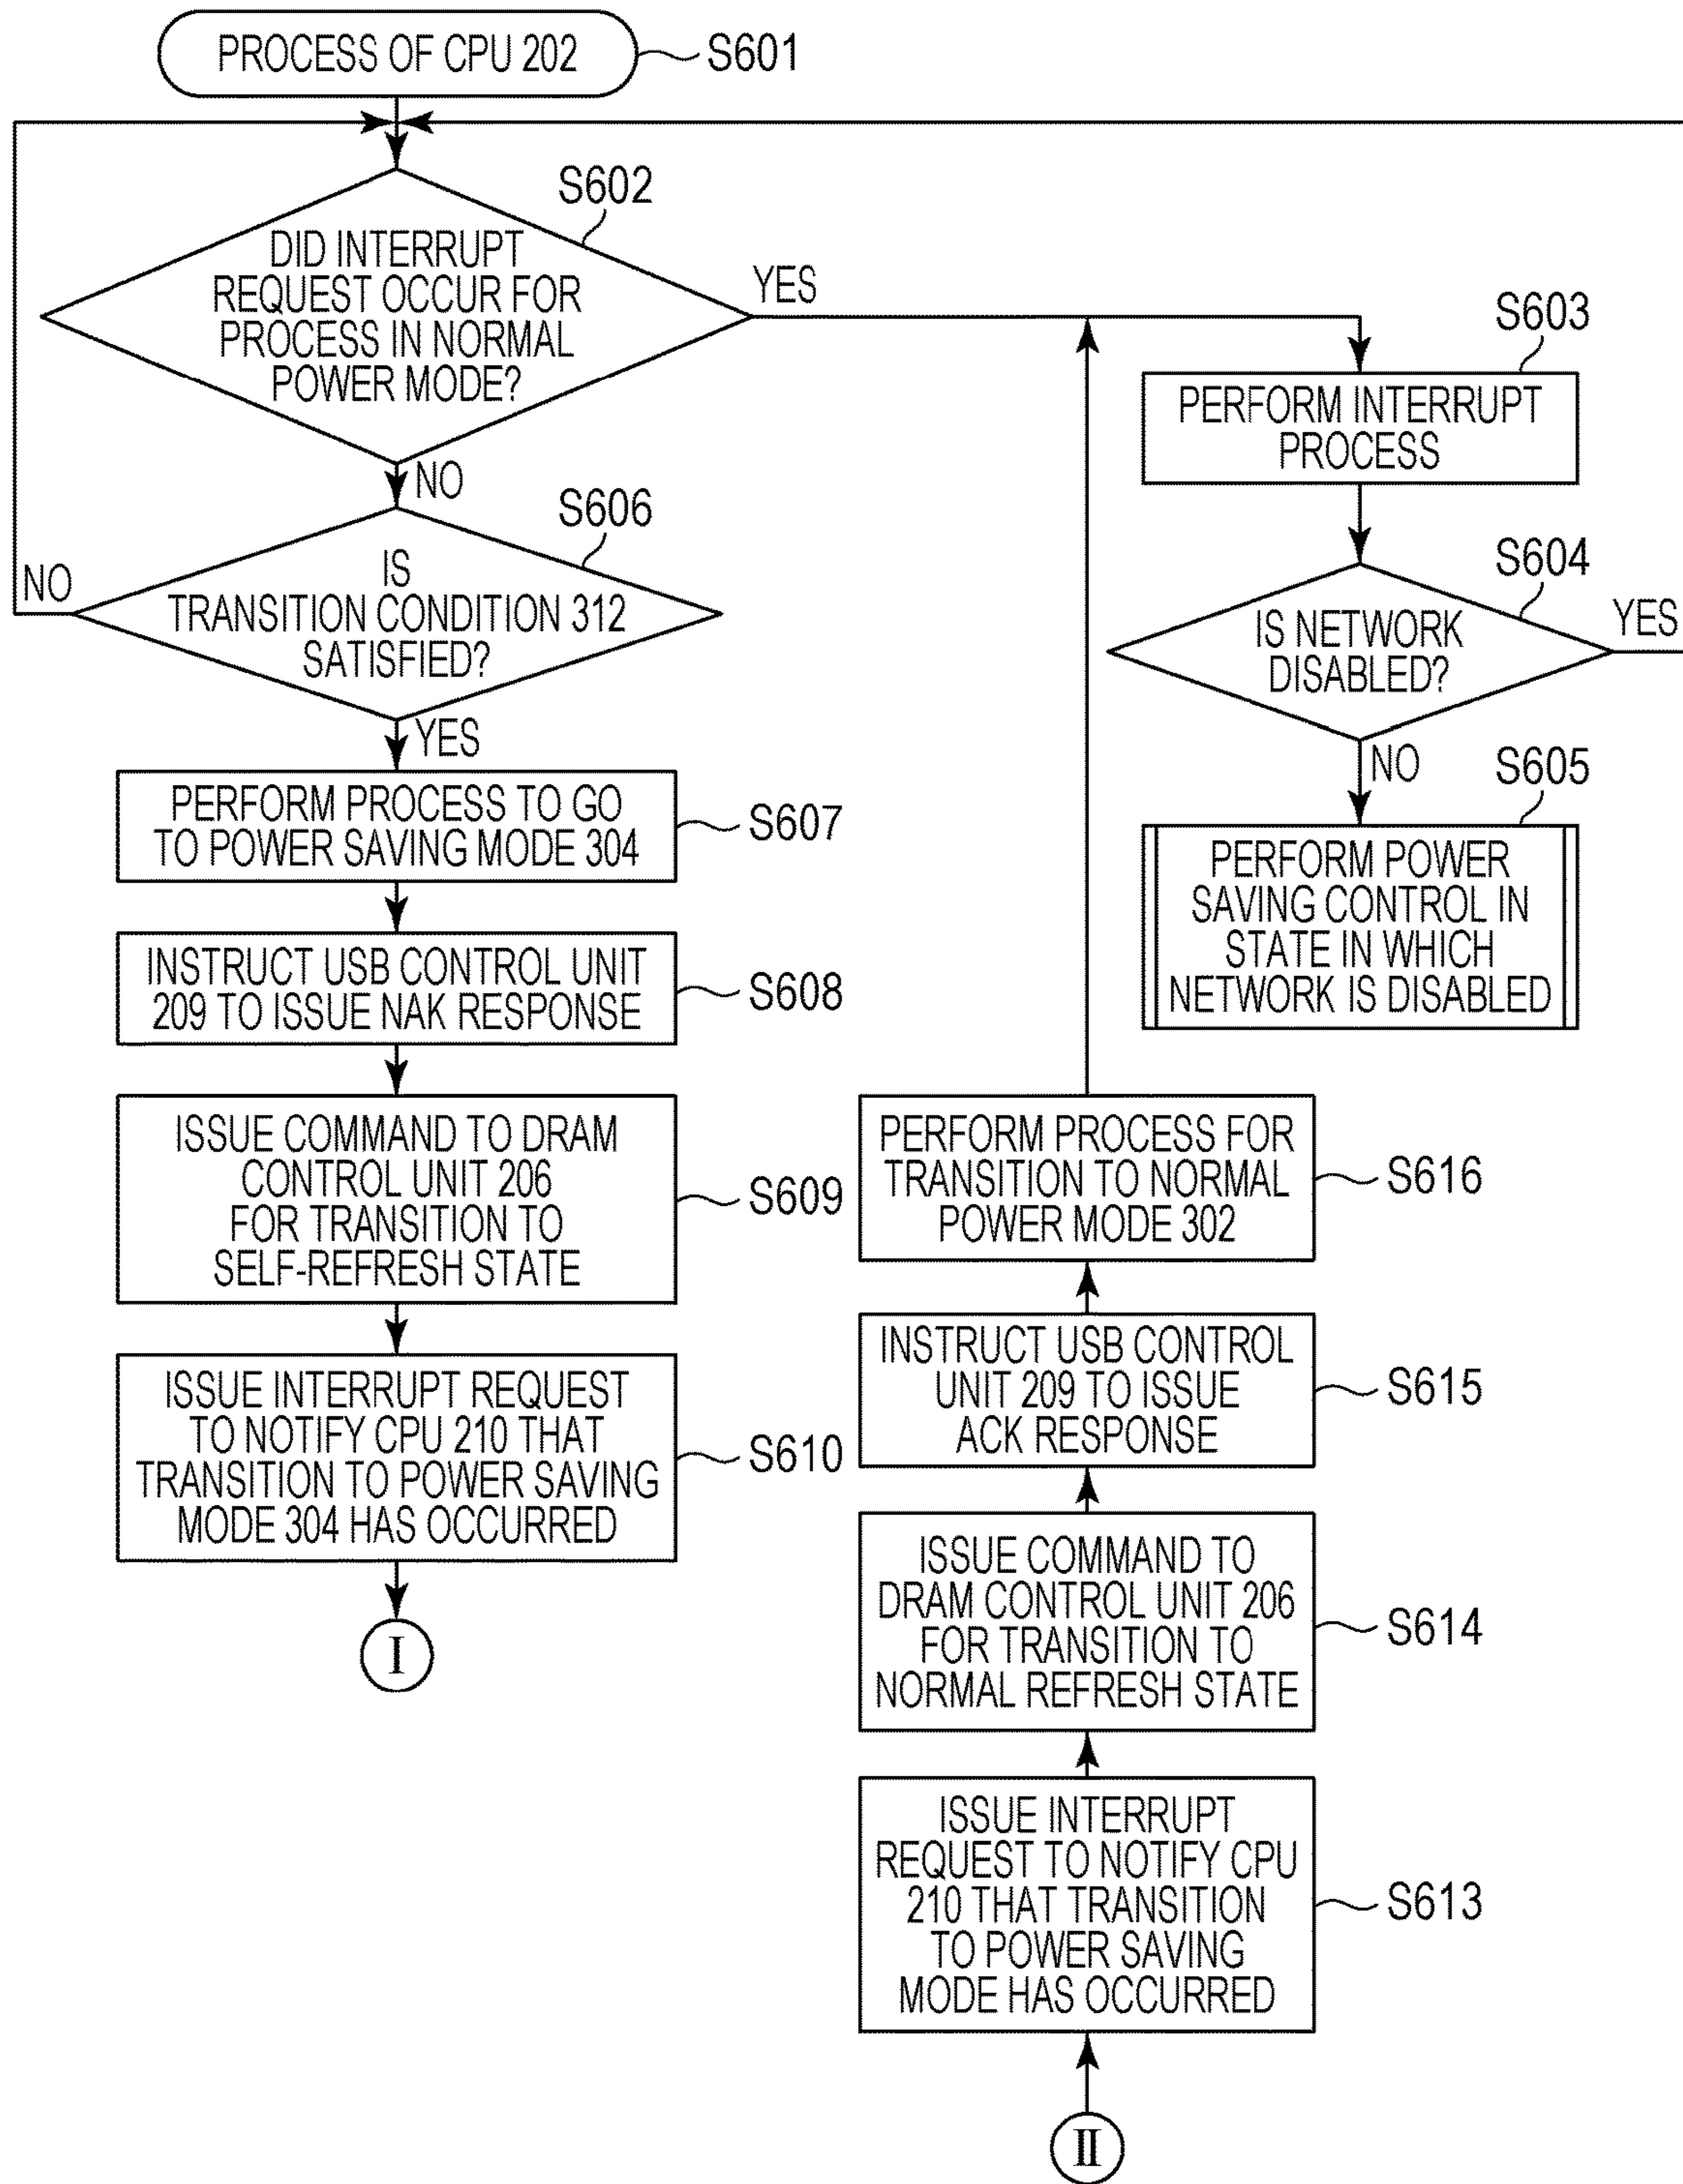 PROCESS OF CPU 202
S601
S602
DID INTERRUPT
REQUEST OCCUR FOR
PROCESS IN NORMAL
POWER MODE?
YES
NO
S603
PERFORM INTERRUPT
PROCESS
S604
IS NETWORK
DISABLED?
YES
NO
S605
PERFORM POWER
SAVING CONTROL IN
STATE IN WHICH
NETWORK IS DISABLED
S606
IS
TRANSITION CONDITION 312
SATISFIED?
NO
YES
PERFORM PROCESS TO GO
TO POWER SAVING MODE 304
S607
INSTRUCT USB CONTROL UNIT
209 TO ISSUE NAK RESPONSE
S608
ISSUE COMMAND TO DRAM
CONTROL UNIT 206
FOR TRANSITION TO
SELF-REFRESH STATE
S609
ISSUE INTERRUPT REQUEST
TO NOTIFY CPU 210 THAT
TRANSITION TO POWER SAVING
MODE 304 HAS OCCURRED
S610
I
PERFORM PROCESS FOR
TRANSITION TO NORMAL
POWER MODE 302
S616
INSTRUCT USB CONTROL
UNIT 209 TO ISSUE
ACK RESPONSE
S615
ISSUE COMMAND TO
DRAM CONTROL UNIT 206
FOR TRANSITION TO
NORMAL REFRESH STATE
S614
ISSUE INTERRUPT
REQUEST TO NOTIFY CPU
210 THAT TRANSITION
TO POWER SAVING
MODE HAS OCCURRED
S613
II